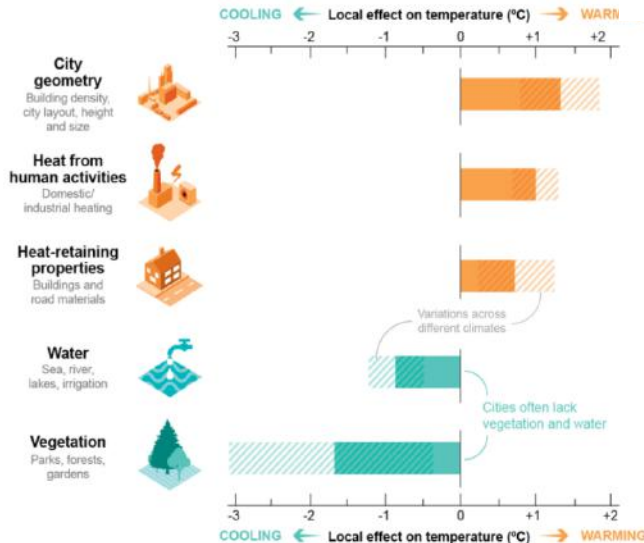 COOLING ← Local effect on temperature (ºC) → WARM
-3 -2 -1 0 +1 +2
City
geometry
Building density,
city layout, height
and size
Heat from
human activities
Domestic/
industrial heating
Heat-retaining
properties
Buildings and
road materials
Variations across
different climates
Water
Sea, river,
lakes, irrigation
Cities often lack
vegetation and water
Vegetation
Parks, forests,
gardens
-3 -2 -1 0 +1 +2
COOLING ← Local effect on temperature (ºC) → WARMING